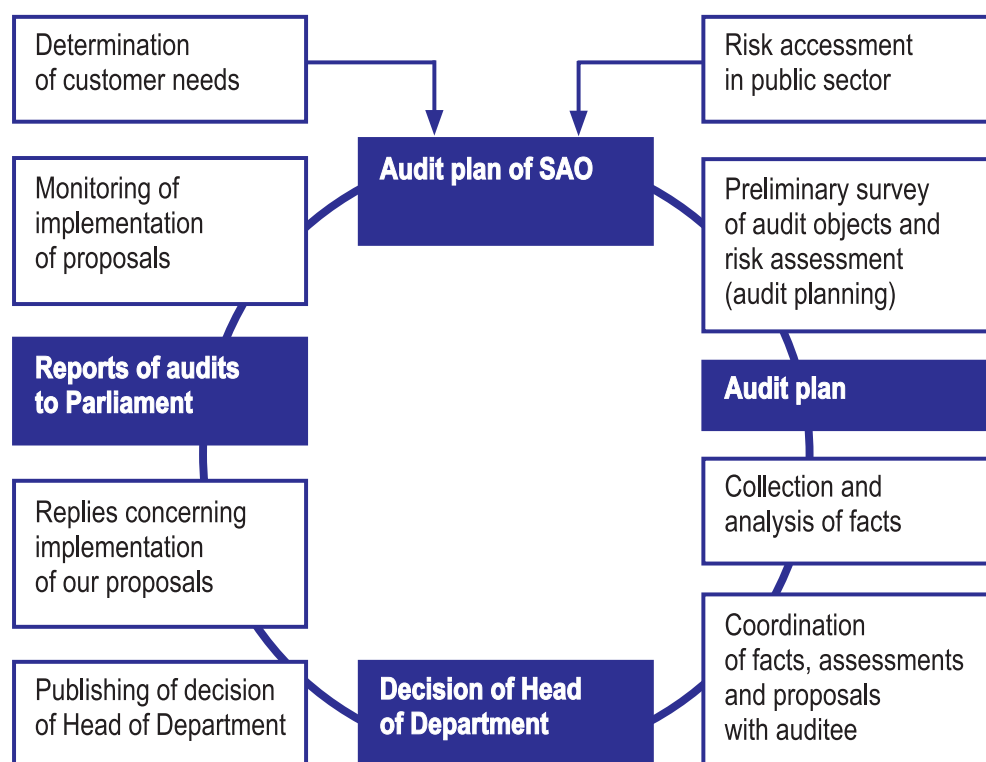 Determination
of customer needs
Risk accessment
in public sector
Audit plan of SAO
Monitoring of
implementation
of proposals
Preliminary survey
of audit objects and
risk assessment
(audit planning)
Reports of audits
to Parliament
Audit plan
Replies concerning
implementation
of our proposals
Collection and
analysis of facts
Publishing of decision
of Head of Department
Decision of Head
of Department
Coordination
of facts, assessments
and proposals
with auditee